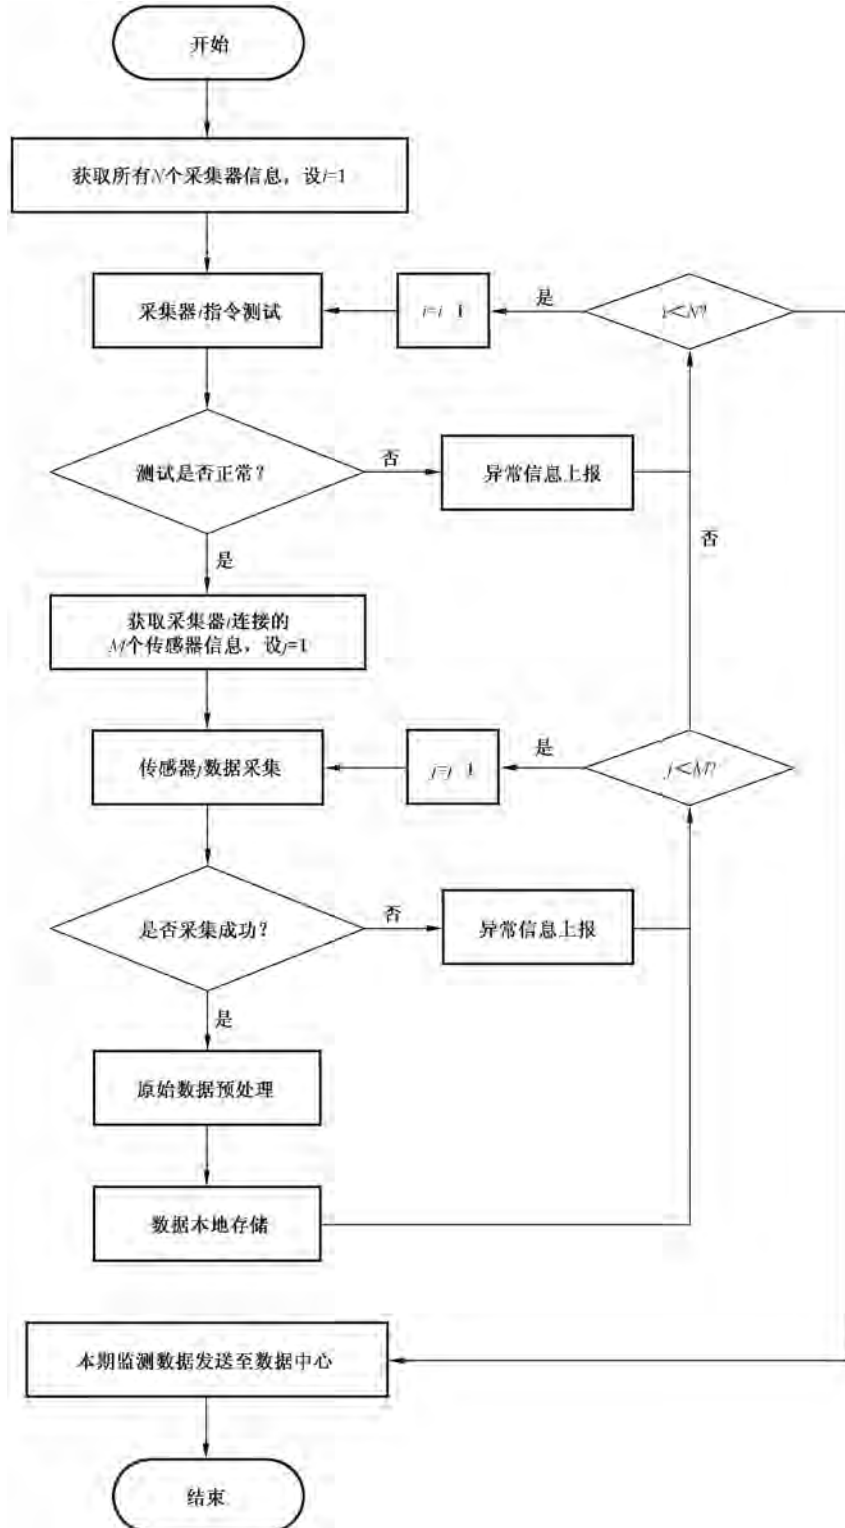 开始
获取所有N个采集器信息，设i=1
采集器i指令测试
i=i 1
是
i<N?
测试是否正常？
否
异常信息上报
是
否
获取采集器i连接的
M个传感器信息，设j=1
传感器j数据采集
j=j 1
是
j<M?
是否采集成功？
否
异常信息上报
是
原始数据预处理
数据本地存储
本期监测数据发送至数据中心
结束